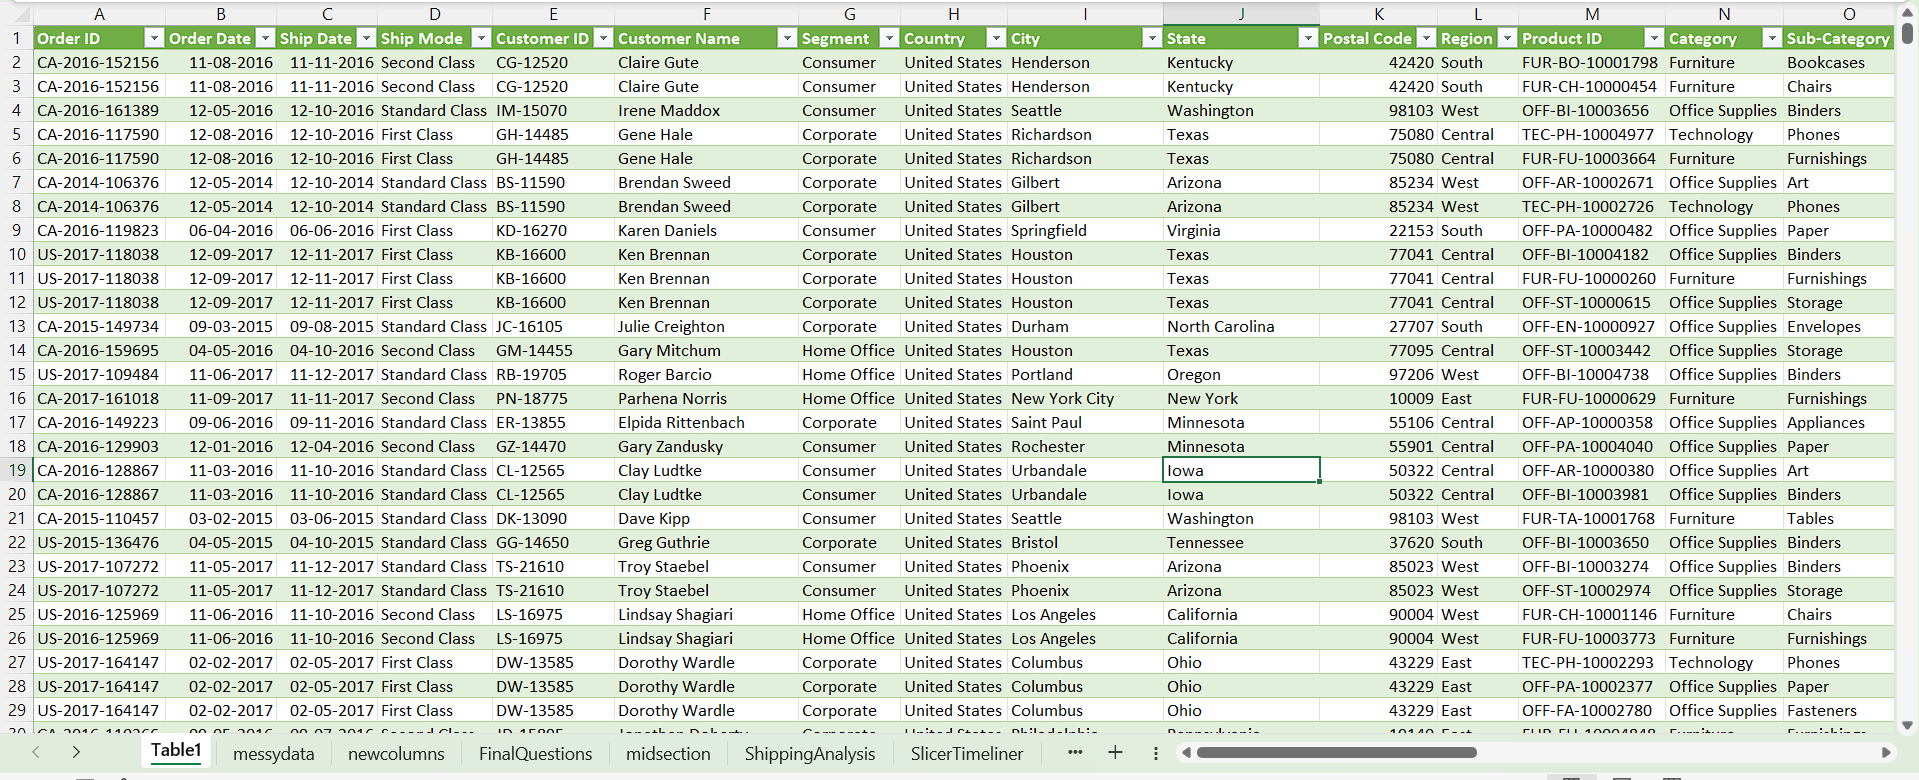 A B C D E F G H I J K L M N O
1 Order ID Order Date Ship Date Ship Mode Customer ID Customer Name Segment Country City State Postal Code Region Product ID Category Sub-Category
2 CA-2016-152156 11-08-2016 11-11-2016 Second Class CG-12520 Claire Gute Consumer United States Henderson Kentucky 42420 South FUR-BO-10001798 Furniture Bookcases
3 CA-2016-152156 11-08-2016 11-11-2016 Second Class CG-12520 Claire Gute Consumer United States Henderson Kentucky 42420 South FUR-CH-10000454 Furniture Chairs
4 CA-2016-161389 12-05-2016 12-10-2016 Standard Class IM-15070 Irene Maddox Consumer United States Seattle Washington 98103 West OFF-BI-10003656 Office Supplies Binders
5 CA-2016-117590 12-08-2016 12-10-2016 First Class GH-14485 Gene Hale Corporate United States Richardson Texas 75080 Central TEC-PH-10004977 Technology Phones
6 CA-2016-117590 12-08-2016 12-10-2016 First Class GH-14485 Gene Hale Corporate United States Richardson Texas 75080 Central FUR-FU-10003664 Furniture Furnishings
7 CA-2014-106376 12-05-2014 12-10-2014 Standard Class BS-11590 Brendan Sweed Corporate United States Gilbert Arizona 85234 West OFF-AR-10002671 Office Supplies Art
8 CA-2014-106376 12-05-2014 12-10-2014 Standard Class BS-11590 Brendan Sweed Corporate United States Gilbert Arizona 85234 West TEC-PH-10002726 Technology Phones
9 CA-2016-119823 06-04-2016 06-06-2016 First Class KD-16270 Karen Daniels Consumer United States Springfield Virginia 22153 South OFF-PA-10000482 Office Supplies Paper
10 US-2017-118038 12-09-2017 12-11-2017 First Class KB-16600 Ken Brennan Corporate United States Houston Texas 77041 Central OFF-BI-10004182 Office Supplies Binders
11 US-2017-118038 12-09-2017 12-11-2017 First Class KB-16600 Ken Brennan Corporate United States Houston Texas 77041 Central FUR-FU-10000260 Furniture Furnishings
12 US-2017-118038 12-09-2017 12-11-2017 First Class KB-16600 Ken Brennan Corporate United States Houston Texas 77041 Central OFF-ST-10000615 Office Supplies Storage
13 CA-2015-149734 09-03-2015 09-08-2015 Standard Class JC-16105 Julie Creighton Corporate United States Durham North Carolina 27707 South OFF-EN-10000927 Office Supplies Envelopes
14 CA-2016-159695 04-05-2016 04-10-2016 Second Class GM-14455 Gary Mitchum Home Office United States Houston Texas 77095 Central OFF-ST-10003442 Office Supplies Storage
15 US-2017-109484 11-06-2017 11-12-2017 Standard Class RB-19705 Roger Barcio Home Office United States Portland Oregon 97206 West OFF-BI-10004738 Office Supplies Binders
16 CA-2017-161018 11-09-2017 11-11-2017 Second Class PN-18775 Parhena Norris Home Office United States New York City New York 10009 East FUR-FU-10000629 Furniture Furnishings
17 CA-2016-149223 09-06-2016 09-11-2016 Standard Class ER-13855 Elpida Rittenbach Corporate United States Saint Paul Minnesota 55106 Central OFF-AP-10000358 Office Supplies Appliances
18 CA-2016-129903 12-01-2016 12-04-2016 Second Class GZ-14470 Gary Zandusky Consumer United States Rochester Minnesota 55901 Central OFF-PA-10004040 Office Supplies Paper
19 CA-2016-128867 11-03-2016 11-10-2016 Standard Class CL-12565 Clay Ludtke Consumer United States Urbandale Iowa 50322 Central OFF-AR-10000380 Office Supplies Art
20 CA-2016-128867 11-03-2016 11-10-2016 Standard Class CL-12565 Clay Ludtke Consumer United States Urbandale Iowa 50322 Central OFF-BI-10003981 Office Supplies Binders
21 CA-2015-110457 03-02-2015 03-06-2015 Standard Class DK-13090 Dave Kipp Consumer United States Seattle Washington 98103 West FUR-TA-10001768 Furniture Tables
22 US-2015-136476 04-05-2015 04-10-2015 Standard Class GG-14650 Greg Guthrie Corporate United States Bristol Tennessee 37620 South OFF-BI-10003650 Office Supplies Binders
23 US-2017-107272 11-05-2017 11-12-2017 Standard Class TS-21610 Troy Staebel Consumer United States Phoenix Arizona 85023 West OFF-BI-10003274 Office Supplies Binders
24 US-2017-107272 11-05-2017 11-12-2017 Standard Class TS-21610 Troy Staebel Consumer United States Phoenix Arizona 85023 West OFF-ST-10002974 Office Supplies Storage
25 US-2016-125969 11-06-2016 11-10-2016 Second Class LS-16975 Lindsay Shagiari Home Office United States Los Angeles California 90004 West FUR-CH-10001146 Furniture Chairs
26 US-2016-125969 11-06-2016 11-10-2016 Second Class LS-16975 Lindsay Shagiari Home Office United States Los Angeles California 90004 West FUR-FU-10003773 Furniture Furnishings
27 US-2017-164147 02-02-2017 02-05-2017 First Class DW-13585 Dorothy Wardle Corporate United States Columbus Ohio 43229 East TEC-PH-10002293 Technology Phones
28 US-2017-164147 02-02-2017 02-05-2017 First Class DW-13585 Dorothy Wardle Corporate United States Columbus Ohio 43229 East OFF-PA-10002377 Office Supplies Paper
29 US-2017-164147 02-02-2017 02-05-2017 First Class DW-13585 Dorothy Wardle Corporate United States Columbus Ohio 43229 East OFF-FA-10002780 Office Supplies Fasteners
Table1 messydata newcolumns FinalQuestions midsection ShippingAnalysis SlicerTimeliner